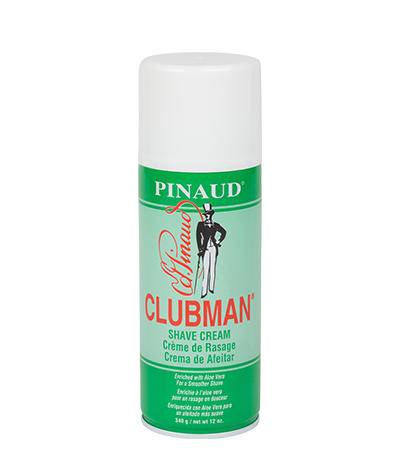 PINAUD®
Ed. Pinaud
CLUBMAN®
SHAVE CREAM
Crème de Rasage
Crema de Afeitar
Enriched with Aloe Vera
For a Smoother Shave
Enrichie à l'aloe vera
pour un rasage en douceur
Enriquecida con Aloe Vera para
un afeitado más suave
340 g / net wt 12 oz.